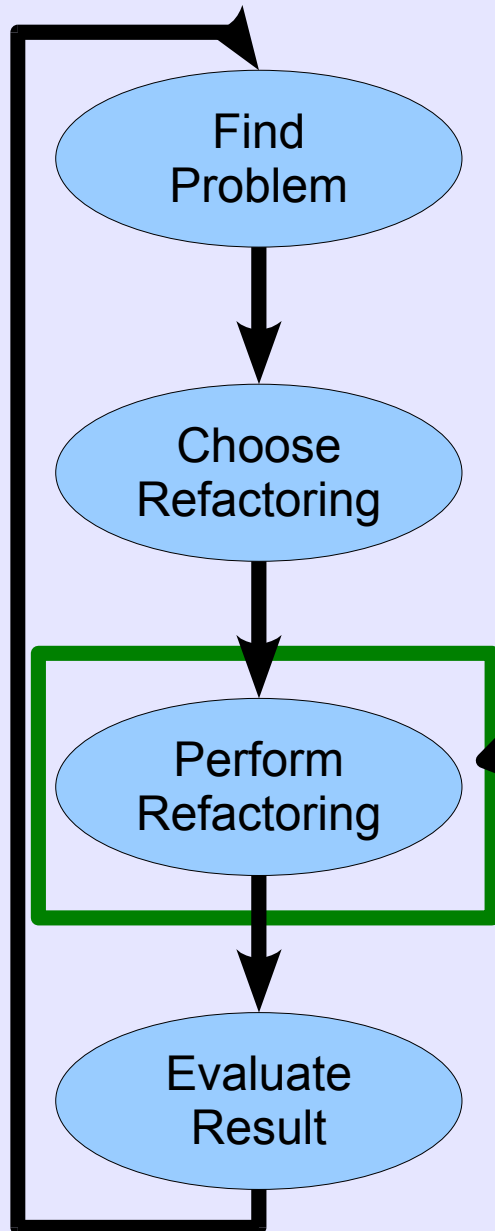 Find
Problem
Choose
Refactoring
Perform
Refactoring
Evaluate
Result